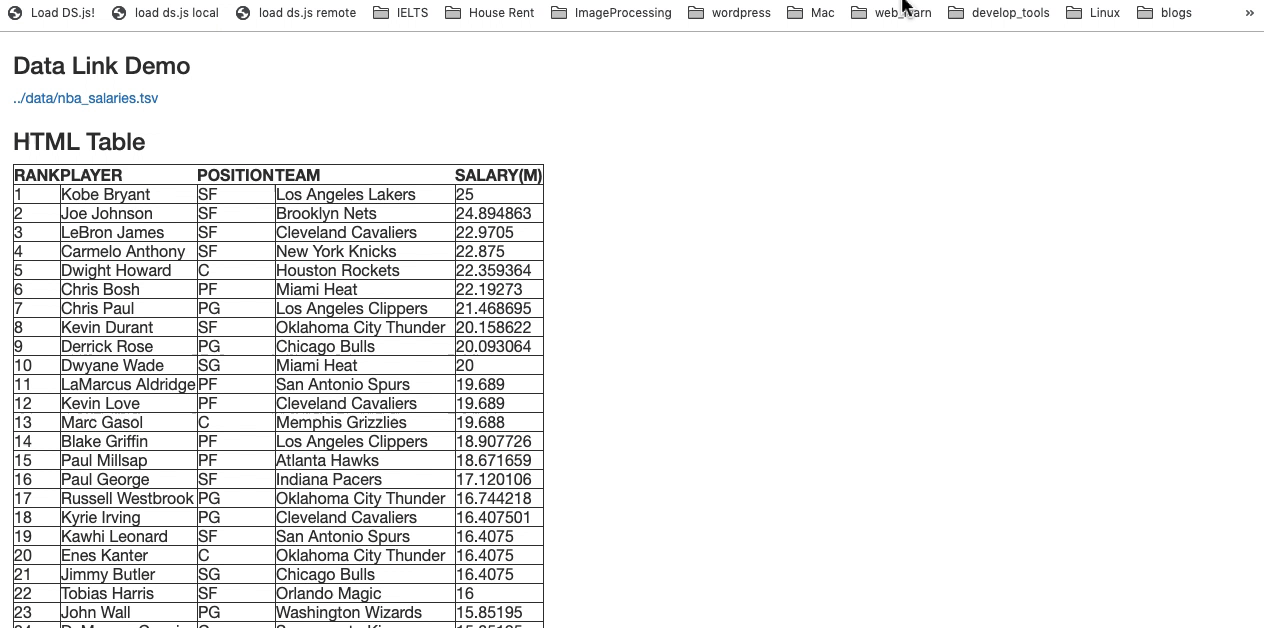 Load DS.js! load ds.js local load ds.js remote IELTS House Rent ImageProcessing wordpress Mac web_learn develop_tools Linux blogs »
Data Link Demo
../data/nba_salaries.tsv
HTML Table
RANK PLAYER POSITION TEAM SALARY(M)
1 Kobe Bryant SF Los Angeles Lakers 25
2 Joe Johnson SF Brooklyn Nets 24.894863
3 LeBron James SF Cleveland Cavaliers 22.9705
4 Carmelo Anthony SF New York Knicks 22.875
5 Dwight Howard C Houston Rockets 22.359364
6 Chris Bosh PF Miami Heat 22.19273
7 Chris Paul PG Los Angeles Clippers 21.468695
8 Kevin Durant SF Oklahoma City Thunder 20.158622
9 Derrick Rose PG Chicago Bulls 20.093064
10 Dwyane Wade SG Miami Heat 20
11 LaMarcus Aldridge PF San Antonio Spurs 19.689
12 Kevin Love PF Cleveland Cavaliers 19.689
13 Marc Gasol C Memphis Grizzlies 19.688
14 Blake Griffin PF Los Angeles Clippers 18.907726
15 Paul Millsap PF Atlanta Hawks 18.671659
16 Paul George SF Indiana Pacers 17.120106
17 Russell Westbrook PG Oklahoma City Thunder 16.744218
18 Kyrie Irving PG Cleveland Cavaliers 16.407501
19 Kawhi Leonard SF San Antonio Spurs 16.4075
20 Enes Kanter C Oklahoma City Thunder 16.4075
21 Jimmy Butler SG Chicago Bulls 16.4075
22 Tobias Harris SF Orlando Magic 16
23 John Wall PG Washington Wizards 15.85195